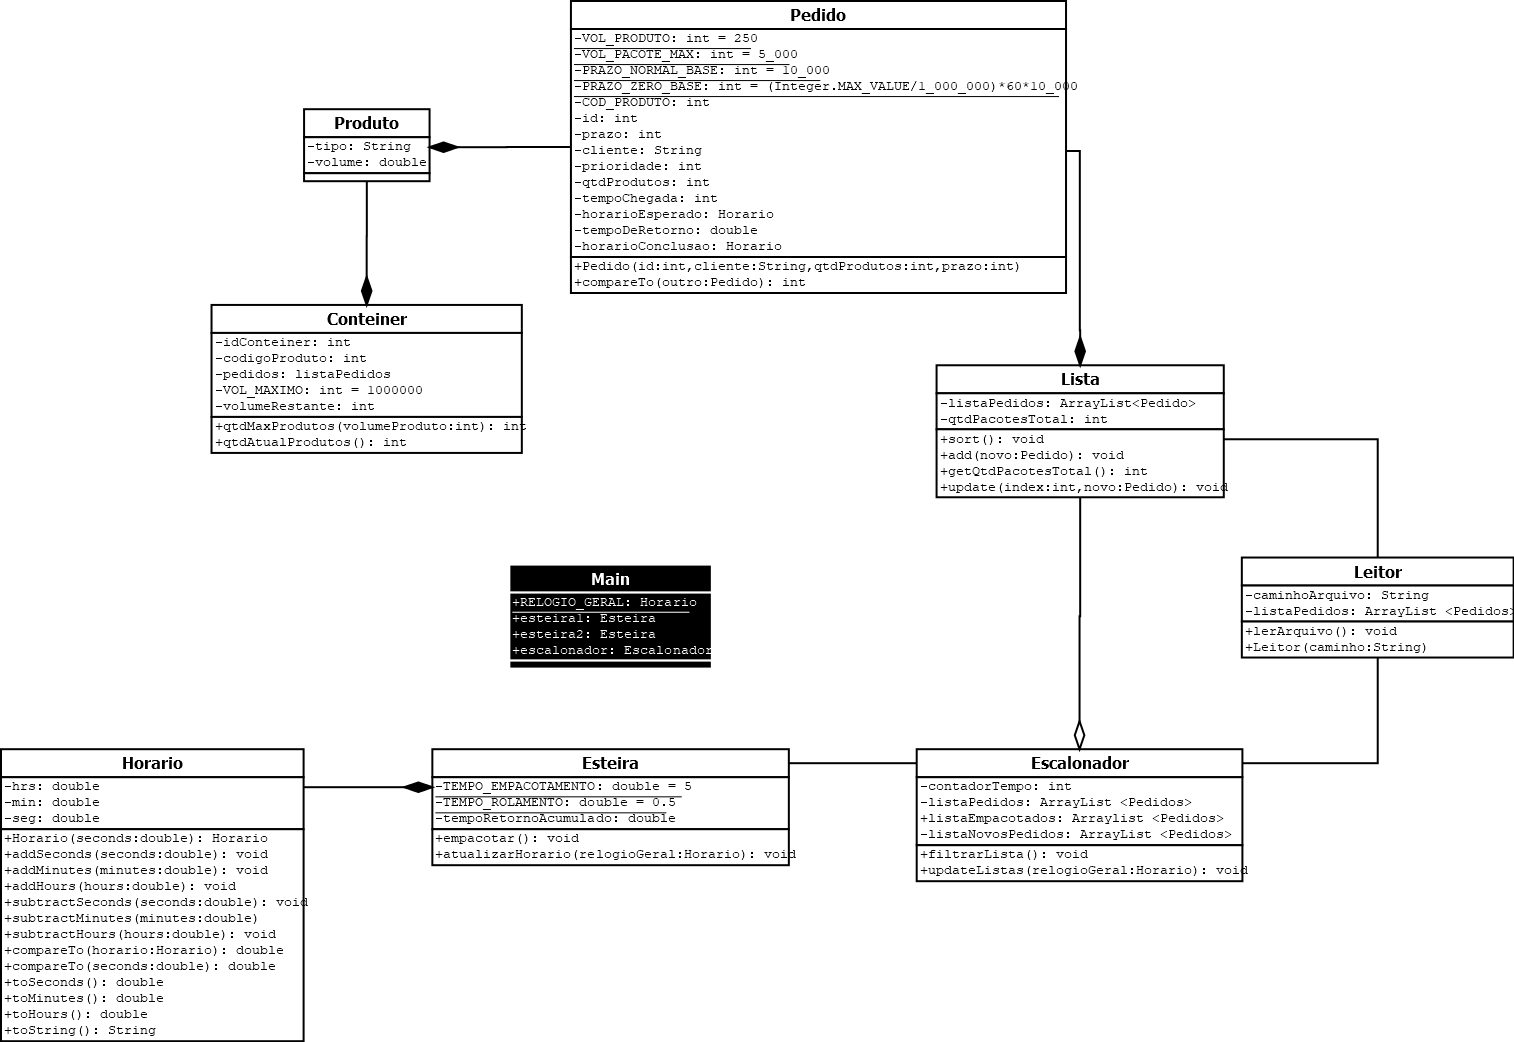 Pedido
-VOL_PRODUTO: int = 250
-VOL_PACOTE_MAX: int = 5_000
-PRAZO_NORMAL_BASE: int = 10_000
-PRAZO_ZERO_BASE: int = (Integer.MAX_VALUE/1_000_000)*60*10_000
-COD_PRODUTO: int
-id: int
-prazo: int
-cliente: String
-prioridade: int
-qtdProdutos: int
-tempoChegada: int
-horarioEsperado: Horario
-tempoDeRetorno: double
-horarioConclusao: Horario
+Pedido(id:int,cliente:String,qtdProdutos:int,prazo:int)
+compareTo(outro:Pedido): int
Produto
-tipo: String
-volume: double
Conteiner
-idConteiner: int
-codigoProduto: int
-pedidos: listaPedidos
-VOL_MAXIMO: int = 1000000
-volumeRestante: int
+qtdMaxProdutos(volumeProduto:int): int
+qtdAtualProdutos(): int
Lista
-listaPedidos: ArrayList<Pedido>
-qtdPacotesTotal: int
+sort(): void
+add(novo:Pedido): void
+getQtdPacotesTotal(): int
+update(index:int,novo:Pedido): void
Leitor
-caminhoArquivo: String
-listaPedidos: ArrayList <Pedidos>
+lerArquivo(): void
+Leitor(caminho:String)
Main
+RELOGIO_GERAL: Horario
+esteira1: Esteira
+esteira2: Esteira
+escalonador: Escalonador
Horario
-hrs: double
-min: double
-seg: double
+Horario(seconds:double): Horario
+addSeconds(seconds:double): void
+addMinutes(minutes:double): void
+addHours(hours:double): void
+subtractSeconds(seconds:double): void
+subtractMinutes(minutes:double)
+subtractHours(hours:double): void
+compareTo(horario:Horario): double
+compareTo(seconds:double): double
+toSeconds(): double
+toMinutes(): double
+toHours(): double
+toString(): String
Esteira
-TEMPO_EMPACOTAMENTO: double = 5
-TEMPO_ROLAMENTO: double = 0.5
-tempoRetornoAcumulado: double
+empacotar(): void
+atualizarHorario(relogioGeral:Horario): void
Escalonador
-contadorTempo: int
-listaPedidos: ArrayList <Pedidos>
+listaEmpacotados: Arraylist <Pedidos>
-listaNovosPedidos: ArrayList <Pedidos>
+filtrarLista(): void
+updateListas(relogioGeral:Horario): void